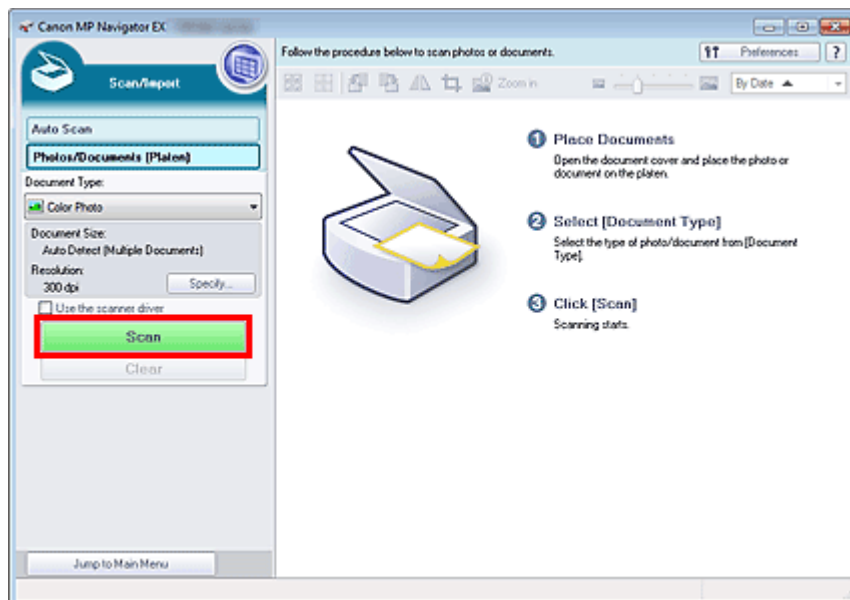 Canon MP Navigator EX
Scan/Import
Auto Scan
Photos/Documents (Platen)
Document Type:
Color Photo
Document Size:
Auto Detect (Multiple Documents)
Resolution:
300 dpi
Specify...
Use the scanner driver
Scan
Clear
Jump to Main Menu
Follow the procedure below to scan photos or documents.
Preferences
?
Zoom in
By Date
1 Place Documents
Open the document cover and place the photo or
document on the platen.
2 Select [Document Type]
Select the type of photo/document from [Document
Type].
3 Click [Scan]
Scanning starts.